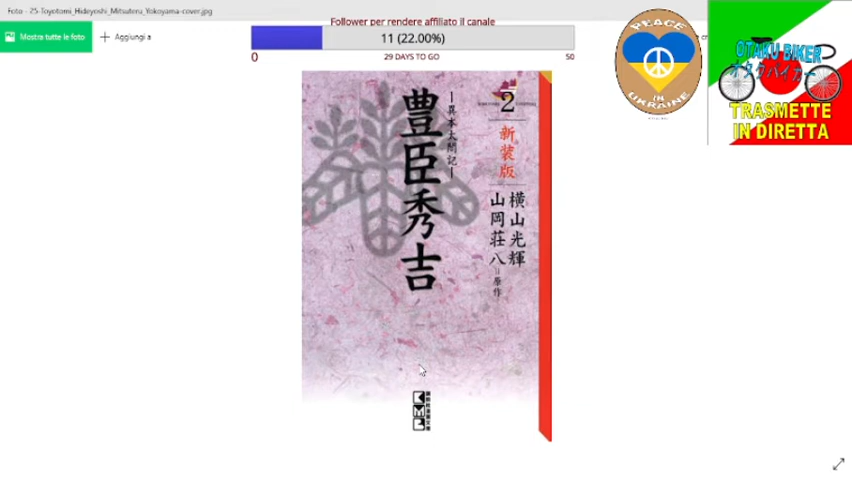 Foto - 25-Toyotomi_Hideyoshi_Mitsuteru_Yokoyama-cover.jpg
Mostra tutte le foto
Aggiungi a
Follower per render affiliato il canale
11 (22.00%)
0
29 DAYS TO GO
50
PEACE
IN
UKRAINE
OTAKU BIKER
オタクバイカー
TRASMETTE
IN DIRETTA
2
新装版
横山光輝
山岡荘八=原作
豊臣秀吉
—異本太閤記—
KMB